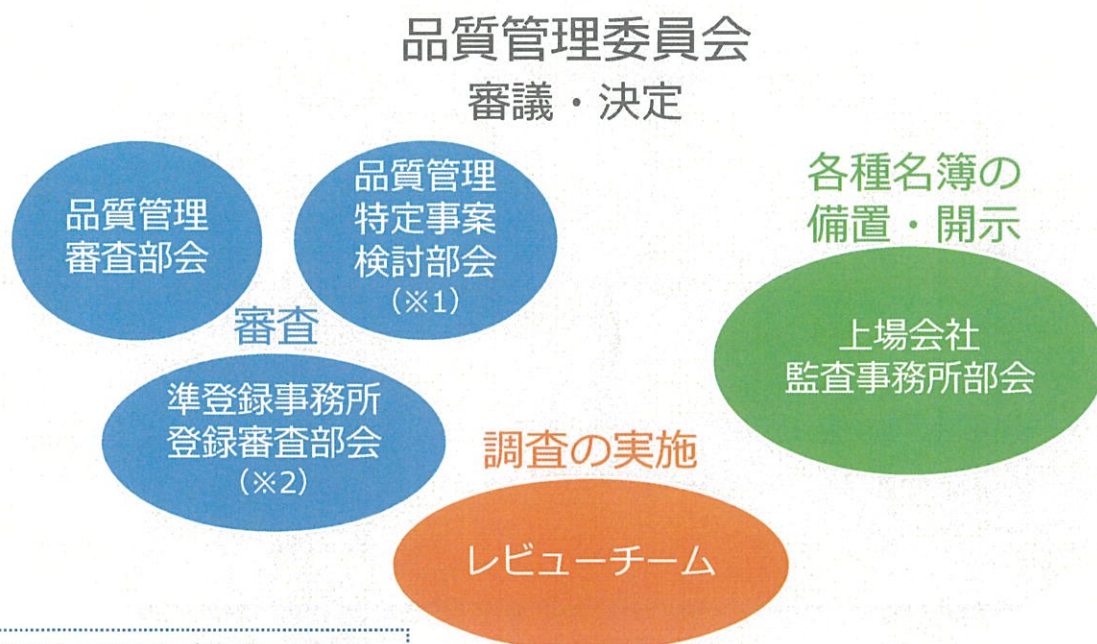 品質管理委員会
審議・決定
品質管理
審査部会
品質管理
特定事案
検討部会
（※1）
審査
準登録事務所
登録審査部会
（※2）
各種名簿の
備置・開示
上場会社
監査事務所部会
調査の実施
レビューチーム